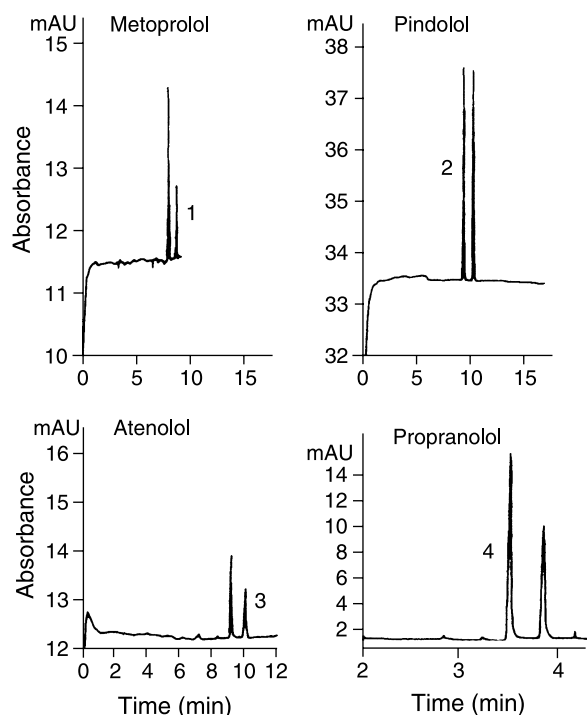 mAU Metoprolol
15
14
13
12
11
10
Absorbance
1
0 5 10 15
mAU Pindolol
38
37
36
35
34
33
32
2
0 5 10 15
mAU Atenolol
16
15
14
13
12
Absorbance
3
0 2 4 6 8 10 12
Time (min)
Propranolol
mAU
14
12
10
8
6
4
2
4
2 3 4
Time (min)